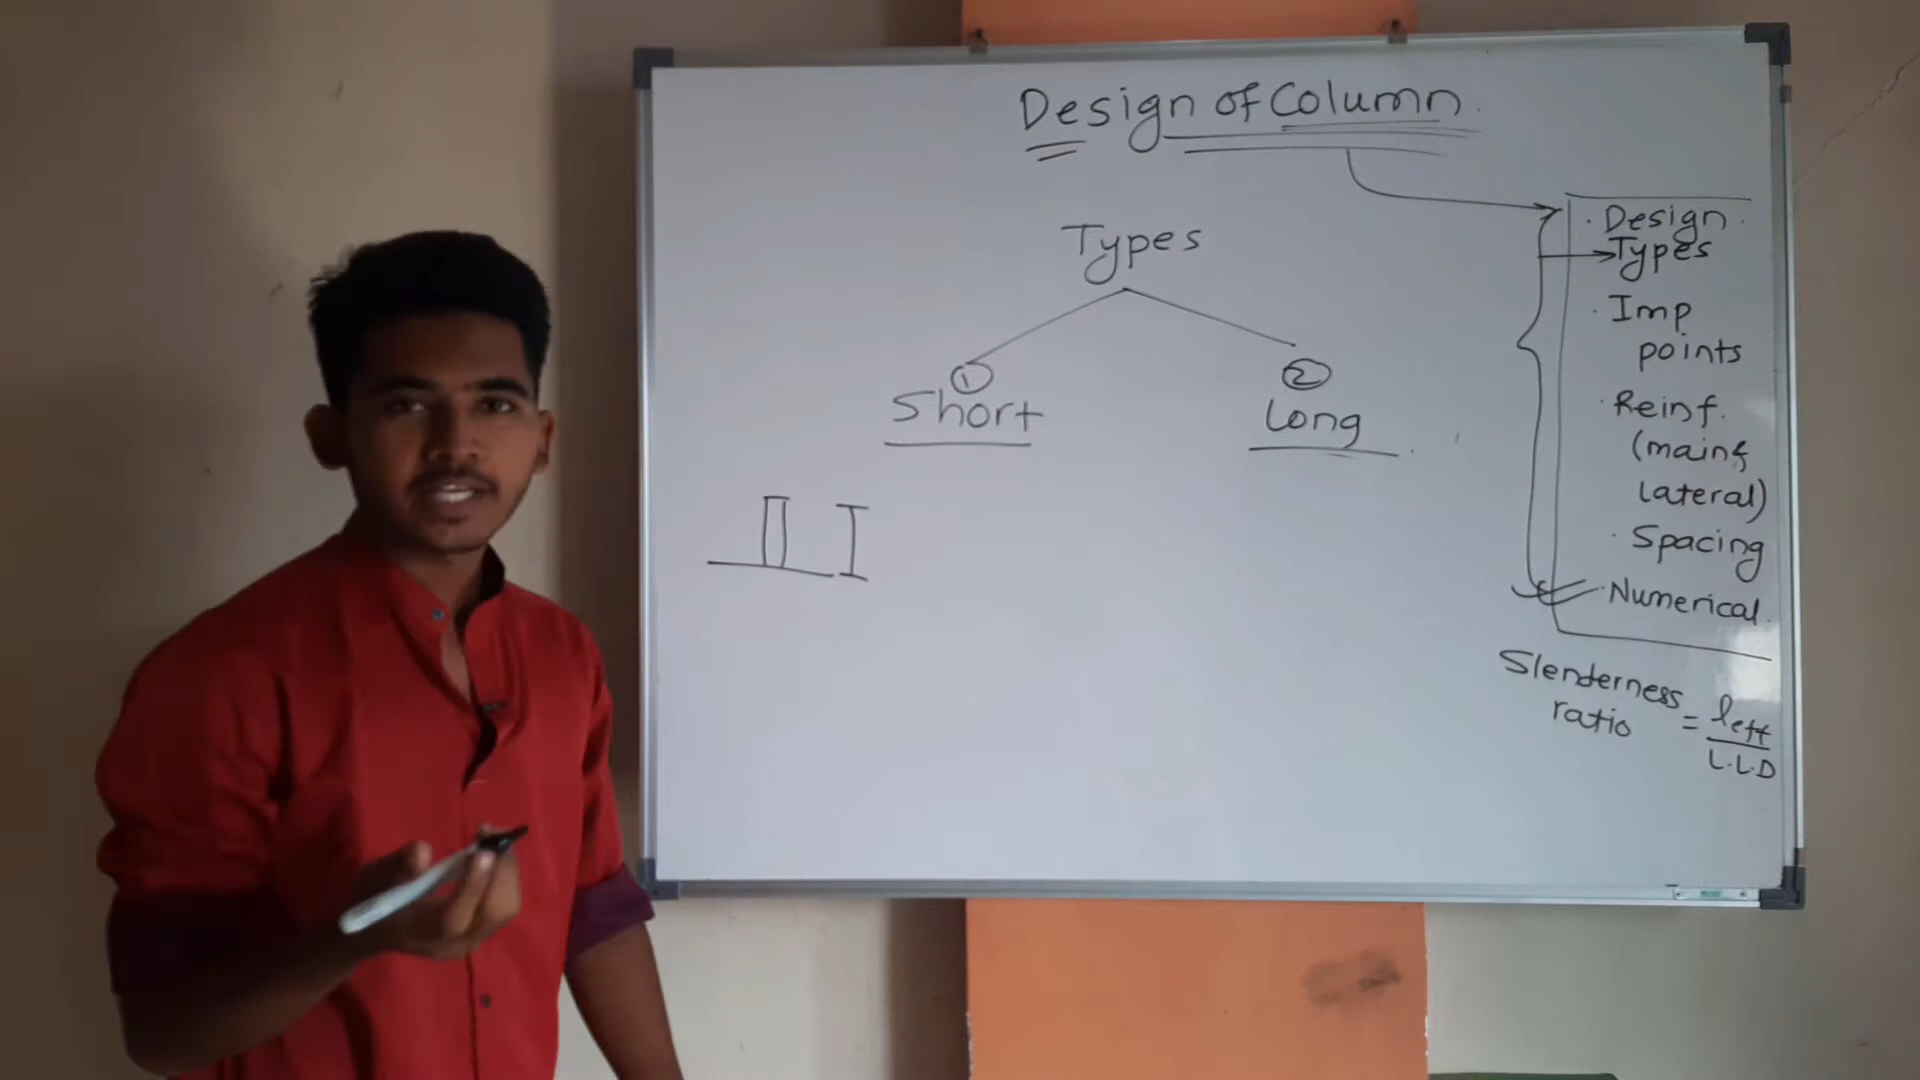 Design of Column.
Types
① Short
② Long
· Design ·
Types
· Imp
points
· Reinf.
(main &
lateral)
· Spacing
· Numerical.
Slenderness
ratio = leff / L.L.D